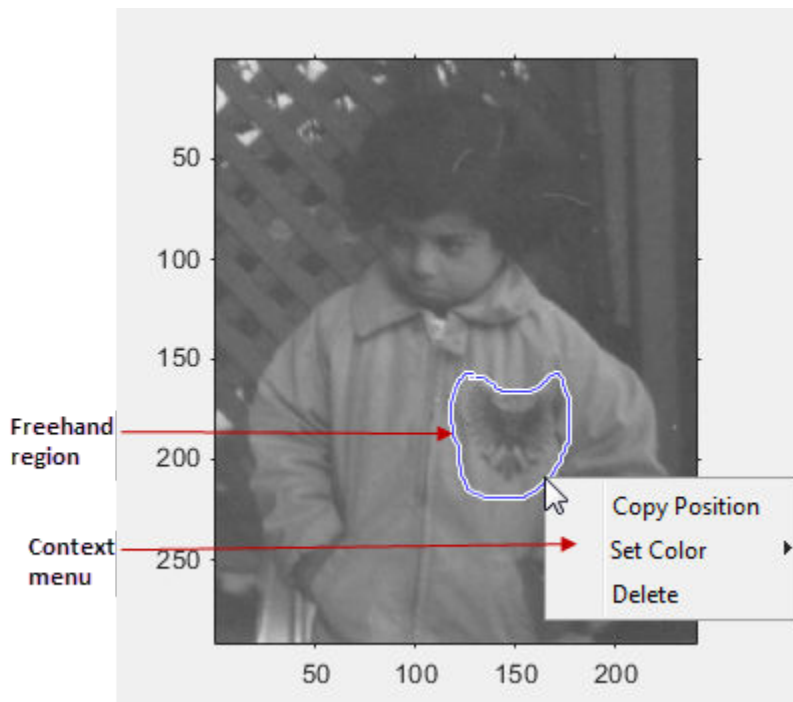 50
100
150
200
250
Freehand
region
Context
menu
Copy Position
Set Color
Delete
50
100
150
200